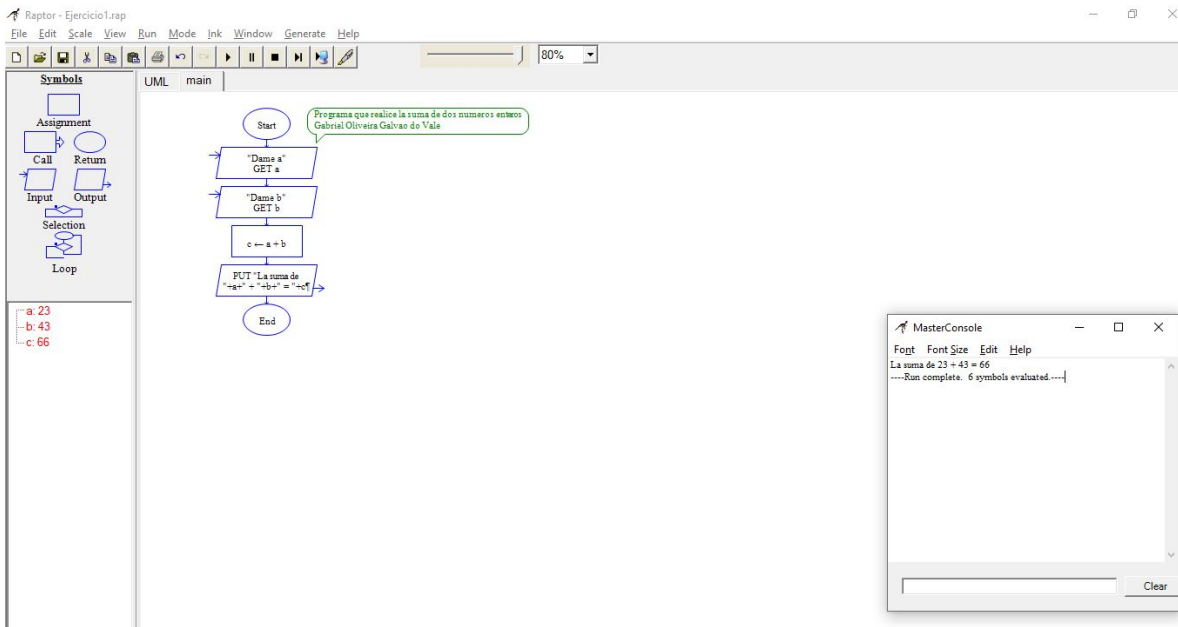 Raptor - Ejercicio1.rap
File Edit Scale View Run Mode Ink Window Generate Help
80%
Symbols
Assignment
Call Return
Input Output
Selection
Loop
a: 23
b: 43
c: 66
UML main
Programa que realice la suma de dos numeros enteros
Gabriel Oliveira Galvao do Vale
Start
"Dame a"
GET a
"Dame b"
GET b
c ← a + b
PUT "La suma de
"+a+" + "+b+" = "+c¶
End
MasterConsole
Font Font Size Edit Help
La suma de 23 + 43 = 66
----Run complete. 6 symbols evaluated.----
Clear